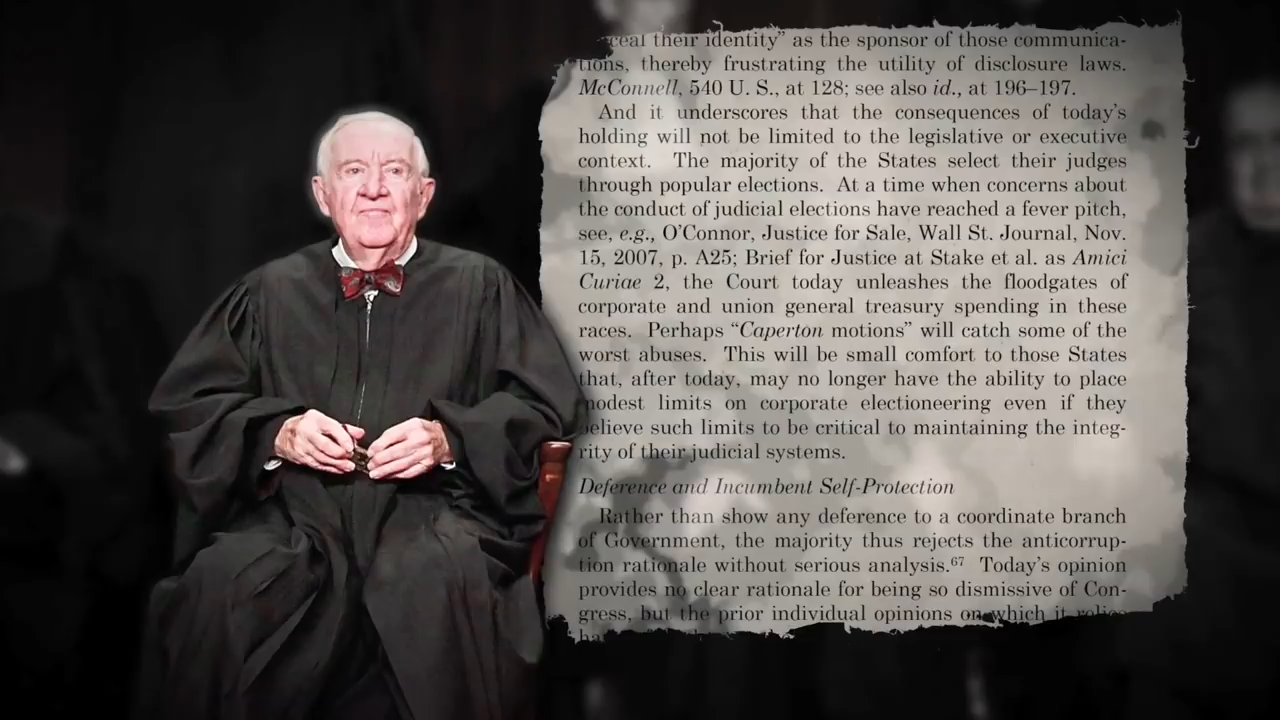 ceal their identity” as the sponsor of those communica-
tions, thereby frustrating the utility of disclosure laws.
McConnell, 540 U. S., at 128; see also id., at 196–197.
And it underscores that the consequences of today’s
holding will not be limited to the legislative or executive
context. The majority of the States select their judges
through popular elections. At a time when concerns about
the conduct of judicial elections have reached a fever pitch,
see, e.g., O’Connor, Justice for Sale, Wall St. Journal, Nov.
15, 2007, p. A25; Brief for Justice at Stake et al. as Amici
Curiae 2, the Court today unleashes the floodgates of
corporate and union general treasury spending in these
races. Perhaps “Caperton motions” will catch some of the
worst abuses. This will be small comfort to those States
that, after today, may no longer have the ability to place
modest limits on corporate electioneering even if they
believe such limits to be critical to maintaining the integ-
rity of their judicial systems.
Deference and Incumbent Self-Protection
Rather than show any deference to a coordinate branch
of Government, the majority thus rejects the anticorrup-
tion rationale without serious analysis.67 Today’s opinion
provides no clear rationale for being so dismissive of Con-
gress, but the prior individual opinions on which it relies